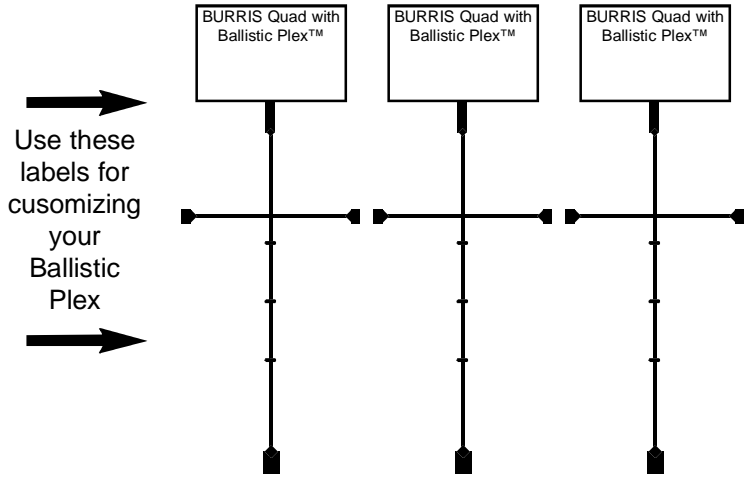 BURRIS Quad with
Ballistic Plex™
BURRIS Quad with
Ballistic Plex™
BURRIS Quad with
Ballistic Plex™
Use these
labels for
cusomizing
your
Ballistic
Plex